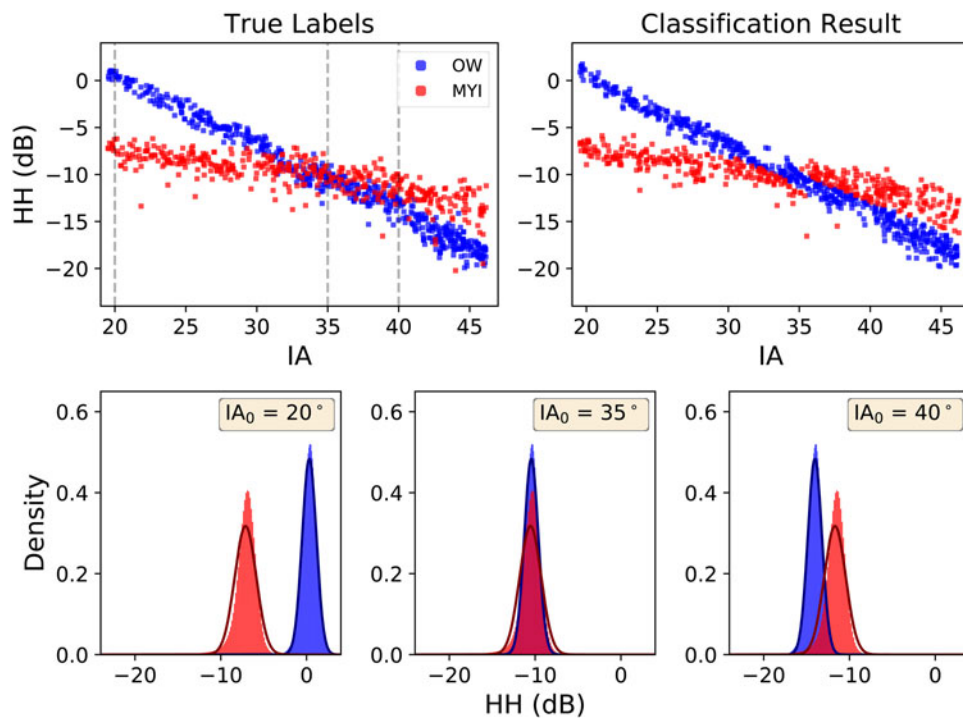 True Labels
Classification Result
HH (dB)
0
−5
−10
−15
−20
OW
MYI
20 25 30 35 40 45
IA
0
−5
−10
−15
−20
20 25 30 35 40 45
IA
Density
0.6
0.4
0.2
0.0
IA₀ = 20°
−20 −10 0
0.6
0.4
0.2
0.0
IA₀ = 35°
−20 −10 0
0.6
0.4
0.2
0.0
IA₀ = 40°
−20 −10 0
HH (dB)